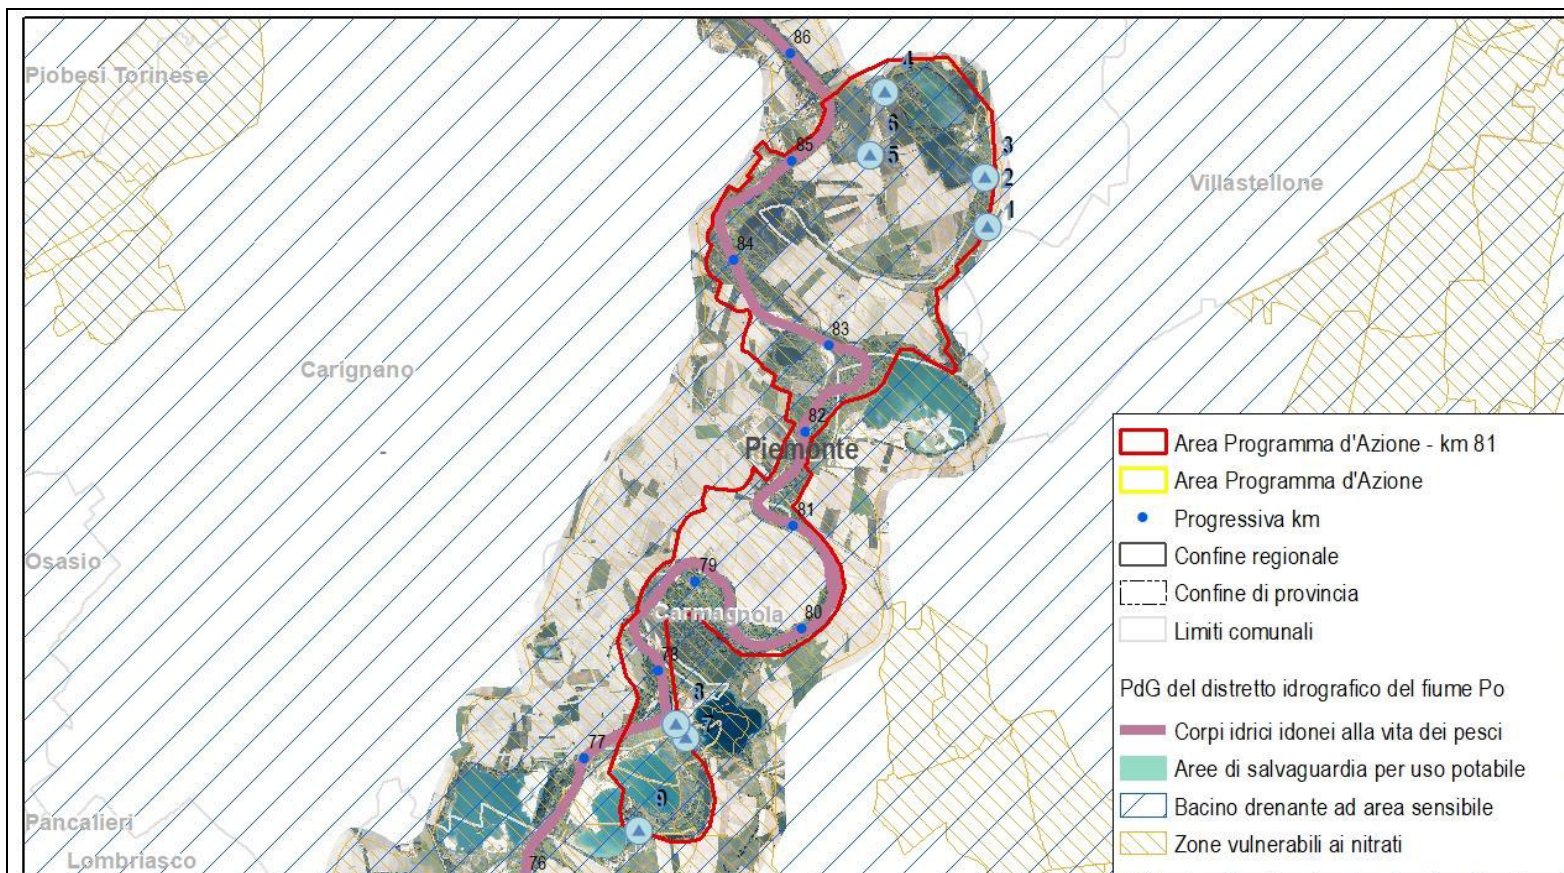 86
4
Piobesi Torinese
6
85
5
3
2
Villastellone
1
84
83
Carignano
82
Piemonte
81
Osasio
79
Carmagnola
80
78
8
7
77
9
Pancalieri
Lombriasco
76
Area Programma d'Azione - km 81
Area Programma d'Azione
Progressiva km
Confine regionale
Confine di provincia
Limiti comunali
PdG del distretto idrografico del fiume Po
Corpi idrici idonei alla vita dei pesci
Aree di salvaguardia per uso potabile
Bacino drenante ad area sensibile
Zone vulnerabili ai nitrati